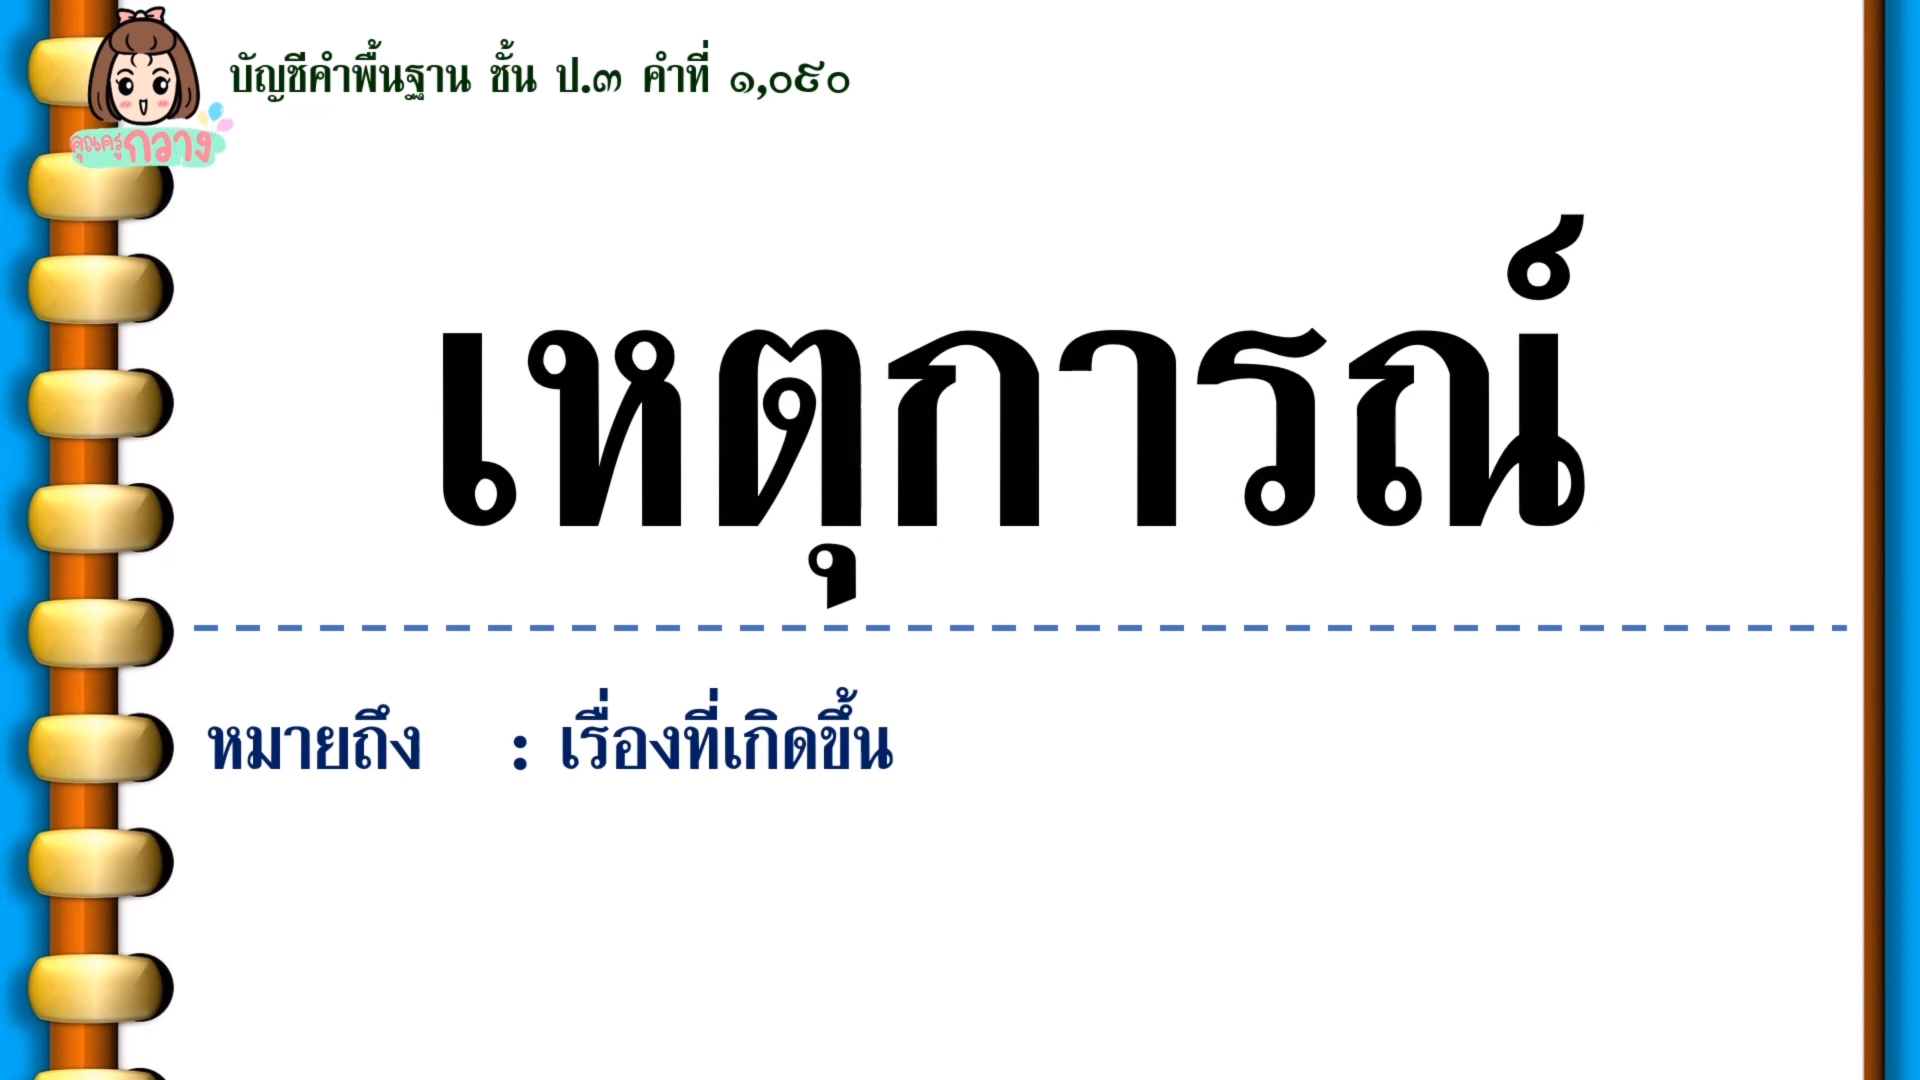 บัญชีคำพื้นฐาน ชั้น ป.๓ คำที่ ๑,๐๙๐
คุณครูกวาง
เหตุการณ์
หมายถึง : เรื่องที่เกิดขึ้น